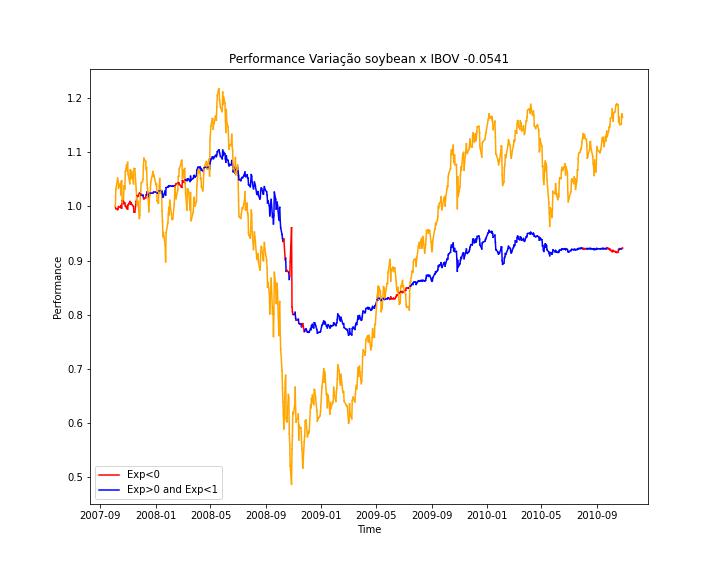 Performance Variação soybean x IBOV -0.0541
Performance
1.2
1.1
1.0
0.9
0.8
0.7
0.6
0.5
Exp<0
Exp>0 and Exp<1
2007-09 2008-01 2008-05 2008-09 2009-01 2009-05 2009-09 2010-01 2010-05 2010-09
Time